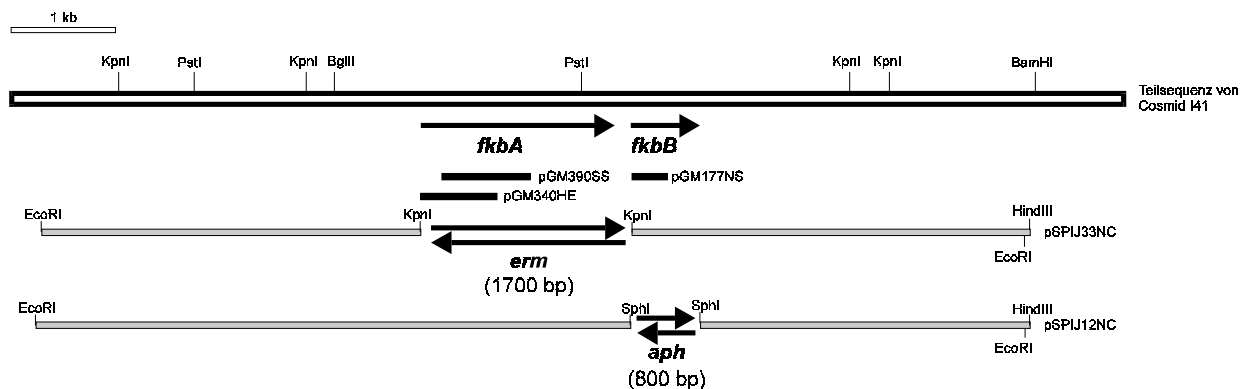 1 kb
KpnI PstI KpnI BglII PstI KpnI KpnI BamHI
Teilsequenz von
Cosmid I41
fkbA fkbB
pGM390SS pGM177NS
pGM340HE
EcoRI KpnI KpnI HindIII
pSPIJ33NC
EcoRI
erm
(1700 bp)
EcoRI SphI SphI HindIII
pSPIJ12NC
EcoRI
aph
(800 bp)